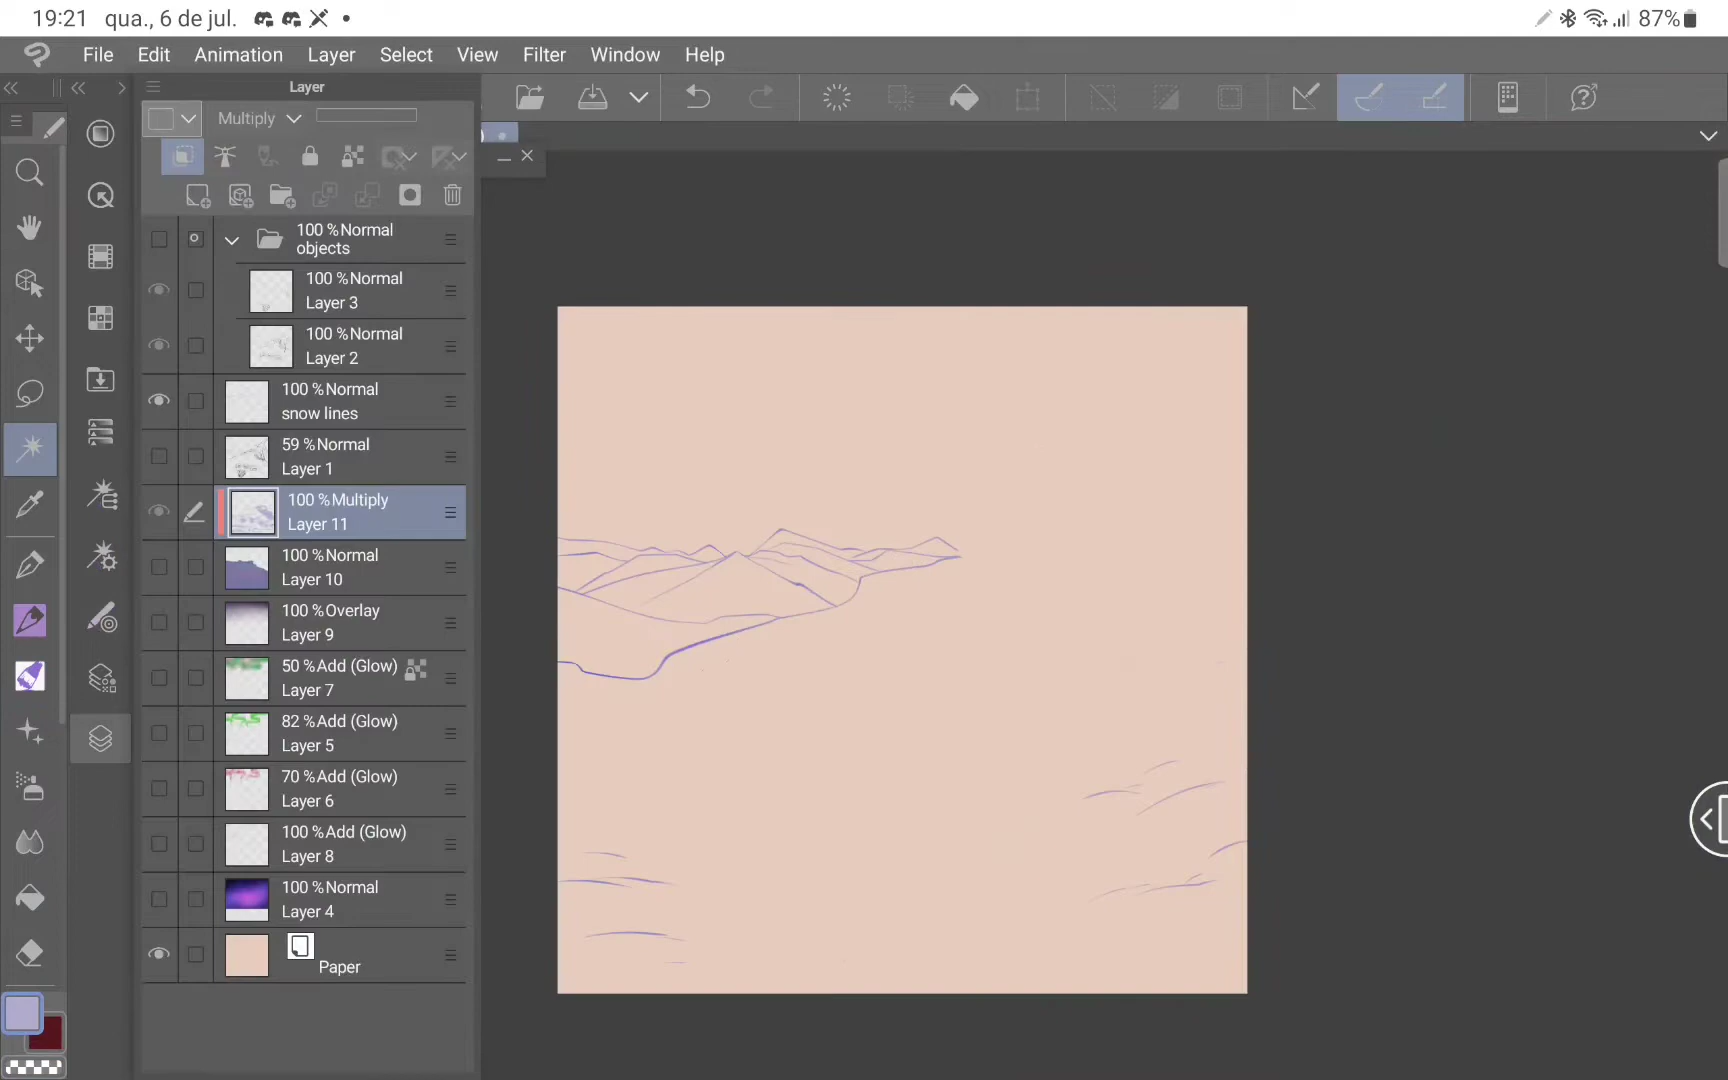 19:21 qua., 6 de jul.
87%
File Edit Animation Layer Select View Filter Window Help
Layer
Multiply
100 %Normal
objects
100 %Normal
Layer 3
100 %Normal
Layer 2
100 %Normal
snow lines
59 %Normal
Layer 1
100 %Multiply
Layer 11
100 %Normal
Layer 10
100 %Overlay
Layer 9
50 %Add (Glow)
Layer 7
82 %Add (Glow)
Layer 5
70 %Add (Glow)
Layer 6
100 %Add (Glow)
Layer 8
100 %Normal
Layer 4
Paper